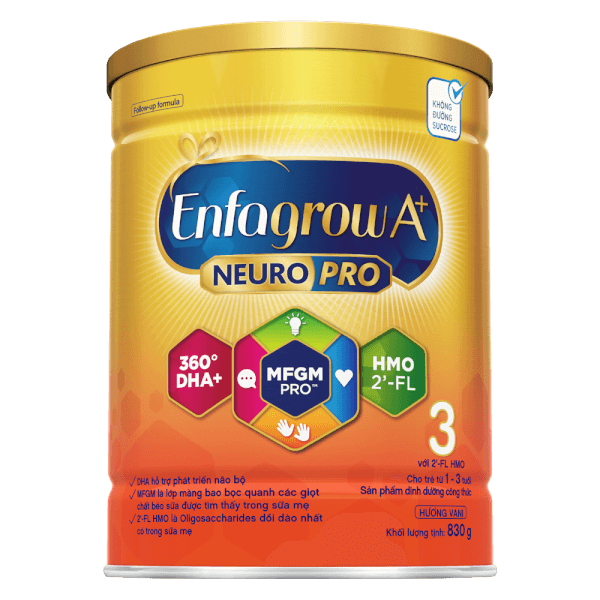 Follow-up formula
KHÔNG
ĐƯỜNG
SUCROSE
Enfagrow A+
NEURO PRO
360°
DHA+
MFGM
PRO™
HMO
2'-FL
3
với 2'-FL HMO
Cho trẻ từ 1 - 3 tuổi
Sản phẩm dinh dưỡng công thức
HƯƠNG VANI
Khối lượng tịnh: 830g
DHA hỗ trợ phát triển não bộ
MFGM là lớp màng bao bọc quanh các giọt
chất béo sữa được tìm thấy trong sữa mẹ
2'-FL HMO là Oligosaccharides dồi dào nhất
có trong sữa mẹ